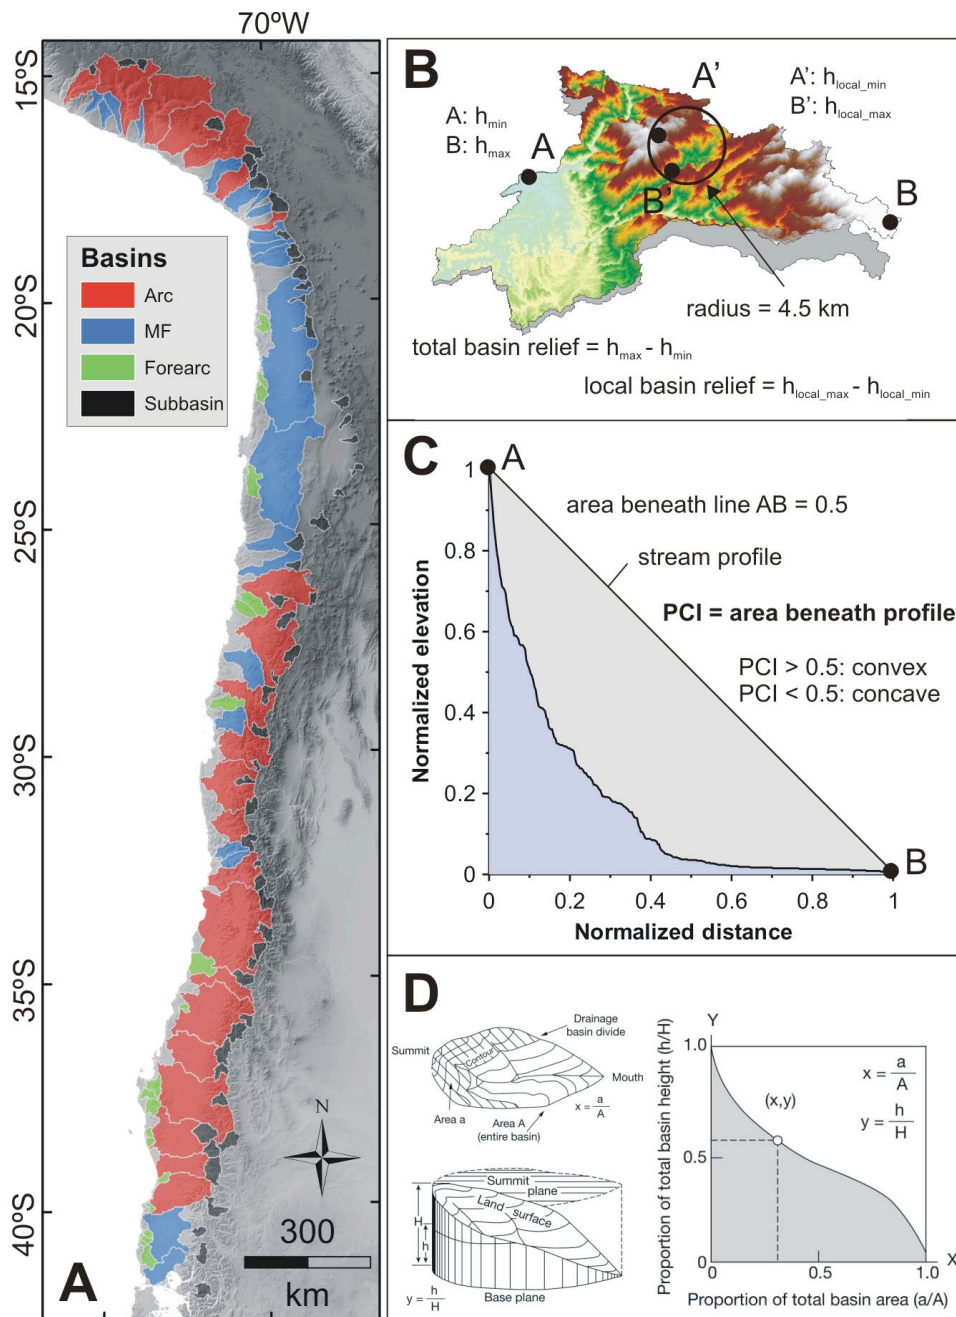 70ºW
15ºS
20ºS
25ºS
30ºS
35ºS
40ºS
Basins
Arc
MF
Forearc
Subbasin
N
300
km
A
B
A: hmin
B: hmax
A
A'
B'
B
A': hlocal_min
B': hlocal_max
radius = 4.5 km
total basin relief = hmax - hmin
local basin relief = hlocal_max - hlocal_min
C
A
area beneath line AB = 0.5
stream profile
PCI = area beneath profile
PCI > 0.5: convex
PCI < 0.5: concave
B
Normalized elevation
1
0.8
0.6
0.4
0.2
0
0
0.2
0.4
0.6
0.8
1
Normalized distance
D
Summit
Contour
Drainage
basin divide
Mouth
Area a
Area A
(entire basin)
x = a/A
Summit
plane
Land surface
H
h
y = h/H
Base plane
Y
1.0
0.5
0
Proportion of total basin height (h/H)
(x,y)
x = a/A
y = h/H
0
0.5
1.0
X
Proportion of total basin area (a/A)